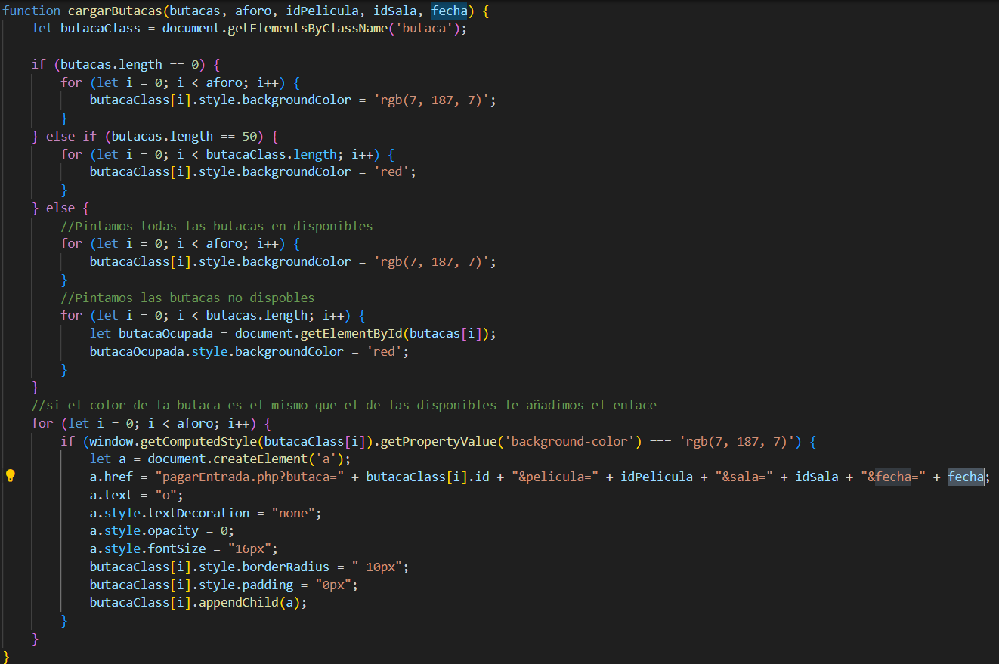 function cargarButacas(butacas, aforo, idPelicula, idSala, fecha) {
    let butacaClass = document.getElementsByClassName('butaca');

    if (butacas.length == 0) {
        for (let i = 0; i < aforo; i++) {
            butacaClass[i].style.backgroundColor = 'rgb(7, 187, 7)';
        }
    } else if (butacas.length == 50) {
        for (let i = 0; i < butacaClass.length; i++) {
            butacaClass[i].style.backgroundColor = 'red';
        }
    } else {
        //Pintamos todas las butacas en disponibles
        for (let i = 0; i < aforo; i++) {
            butacaClass[i].style.backgroundColor = 'rgb(7, 187, 7)';
        }
        //Pintamos las butacas no dispobles
        for (let i = 0; i < butacas.length; i++) {
            let butacaOcupada = document.getElementById(butacas[i]);
            butacaOcupada.style.backgroundColor = 'red';
        }
    }
    //si el color de la butaca es el mismo que el de las disponibles le añadimos el enlace
    for (let i = 0; i < aforo; i++) {
        if (window.getComputedStyle(butacaClass[i]).getPropertyValue('background-color') === 'rgb(7, 187, 7)') {
            let a = document.createElement('a');
            a.href = "pagarEntrada.php?butaca=" + butacaClass[i].id + "&pelicula=" + idPelicula + "&sala=" + idSala + "&fecha=" + fecha;
            a.text = "o";
            a.style.textDecoration = "none";
            a.style.opacity = 0;
            a.style.fontSize = "16px";
            butacaClass[i].style.borderRadius = " 10px";
            butacaClass[i].style.padding = "0px";
            butacaClass[i].appendChild(a);
        }
    }
}